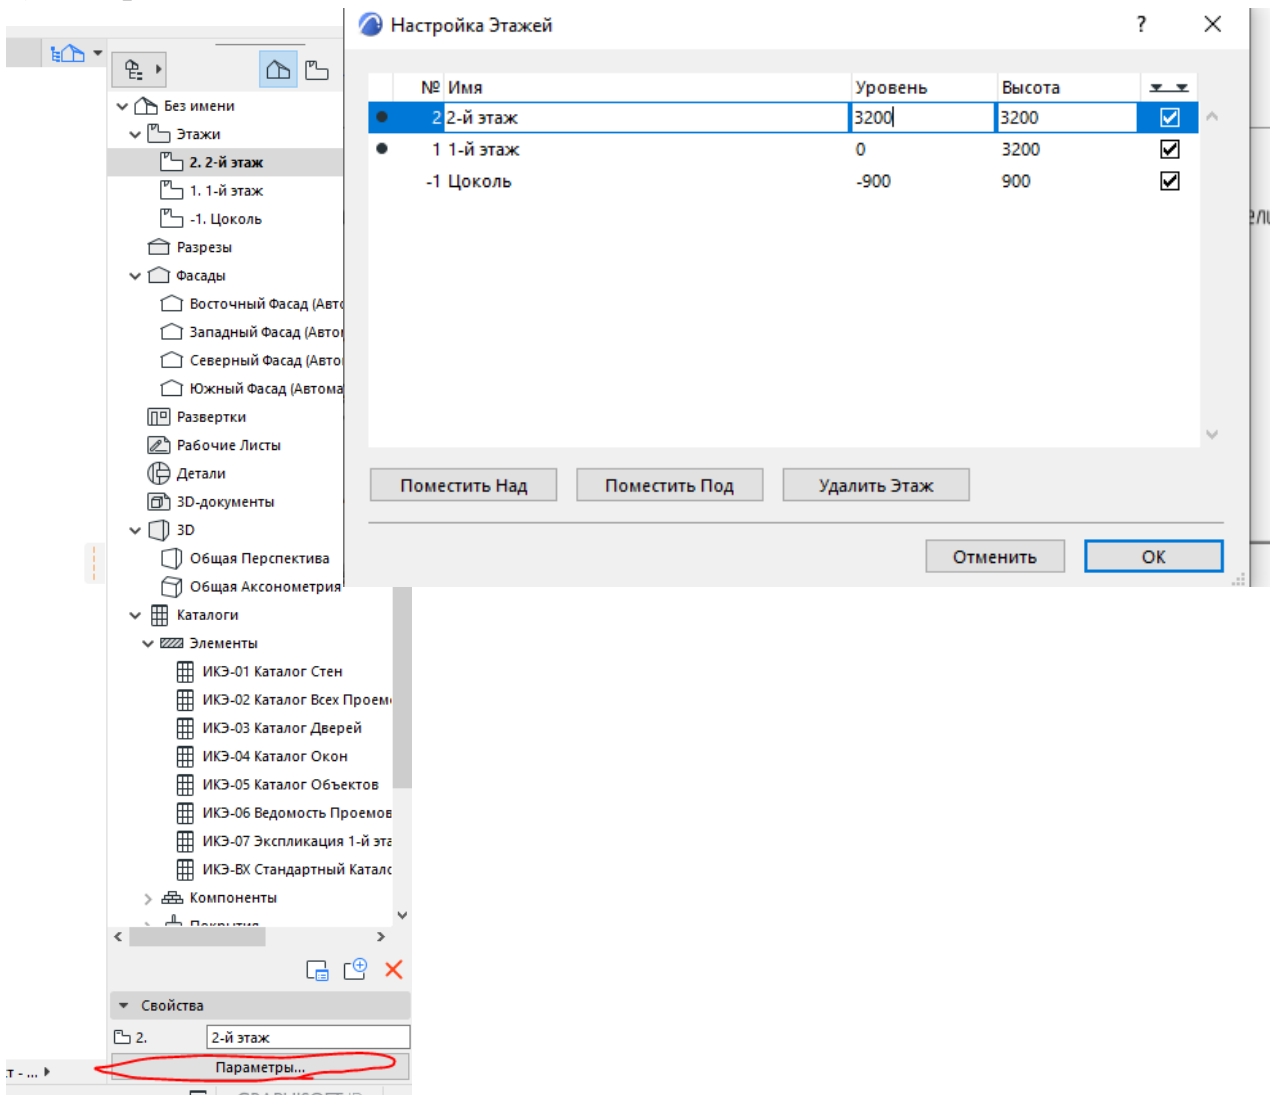 Настройка Этажей ?
№ Имя Уровень Высота
2 2-й этаж 3200 3200
1 1-й этаж 0 3200
-1 Цоколь -900 900
Поместить Над Поместить Под Удалить Этаж
Отменить OK
Без имени
Этажи
2. 2-й этаж
1. 1-й этаж
-1. Цоколь
Разрезы
Фасады
Восточный Фасад (Авто
Западный Фасад (Автом
Северный Фасад (Авто
Южный Фасад (Автома
Развертки
Рабочие Листы
Детали
3D-документы
3D
Общая Перспектива
Общая Аксонометрия
Каталоги
Элементы
ИКЭ-01 Каталог Стен
ИКЭ-02 Каталог Всех Проем
ИКЭ-03 Каталог Дверей
ИКЭ-04 Каталог Окон
ИКЭ-05 Каталог Объектов
ИКЭ-06 Ведомость Проемов
ИКЭ-07 Экспликация 1-й эта
ИКЭ-ВХ Стандартный Катало
Компоненты
Покрытия
Свойства
2. 2-й этаж
Параметры...